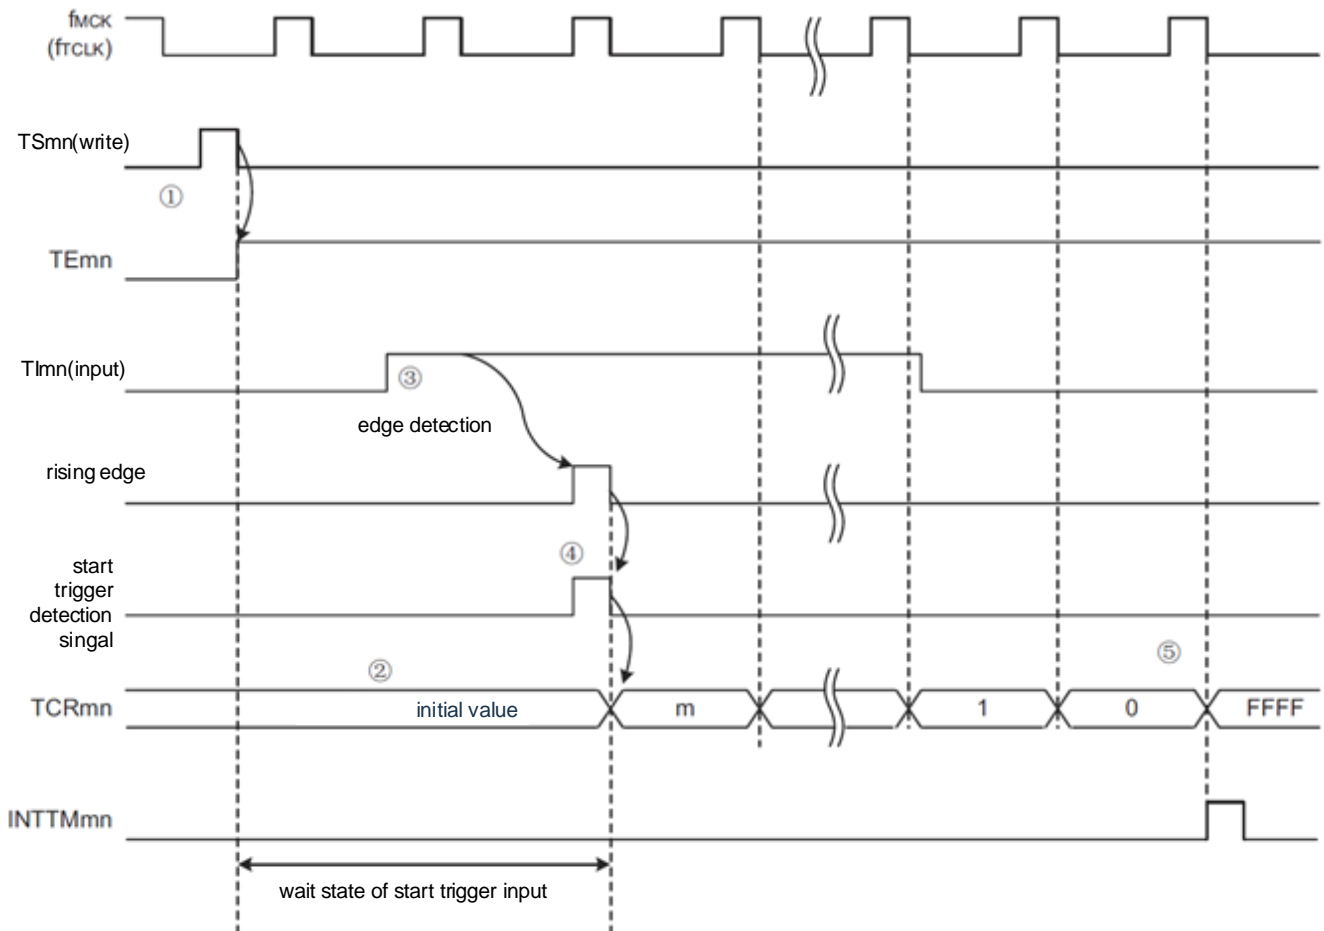 fMCK
(fTCLK)
TSmn(write)
①
TEmn
TImn(input)
③
edge detection
rising edge
④
start
trigger
detection
singal
②
⑤
TCRmn
initial value
m
1
0
FFFF
INTTMmn
wait state of start trigger input